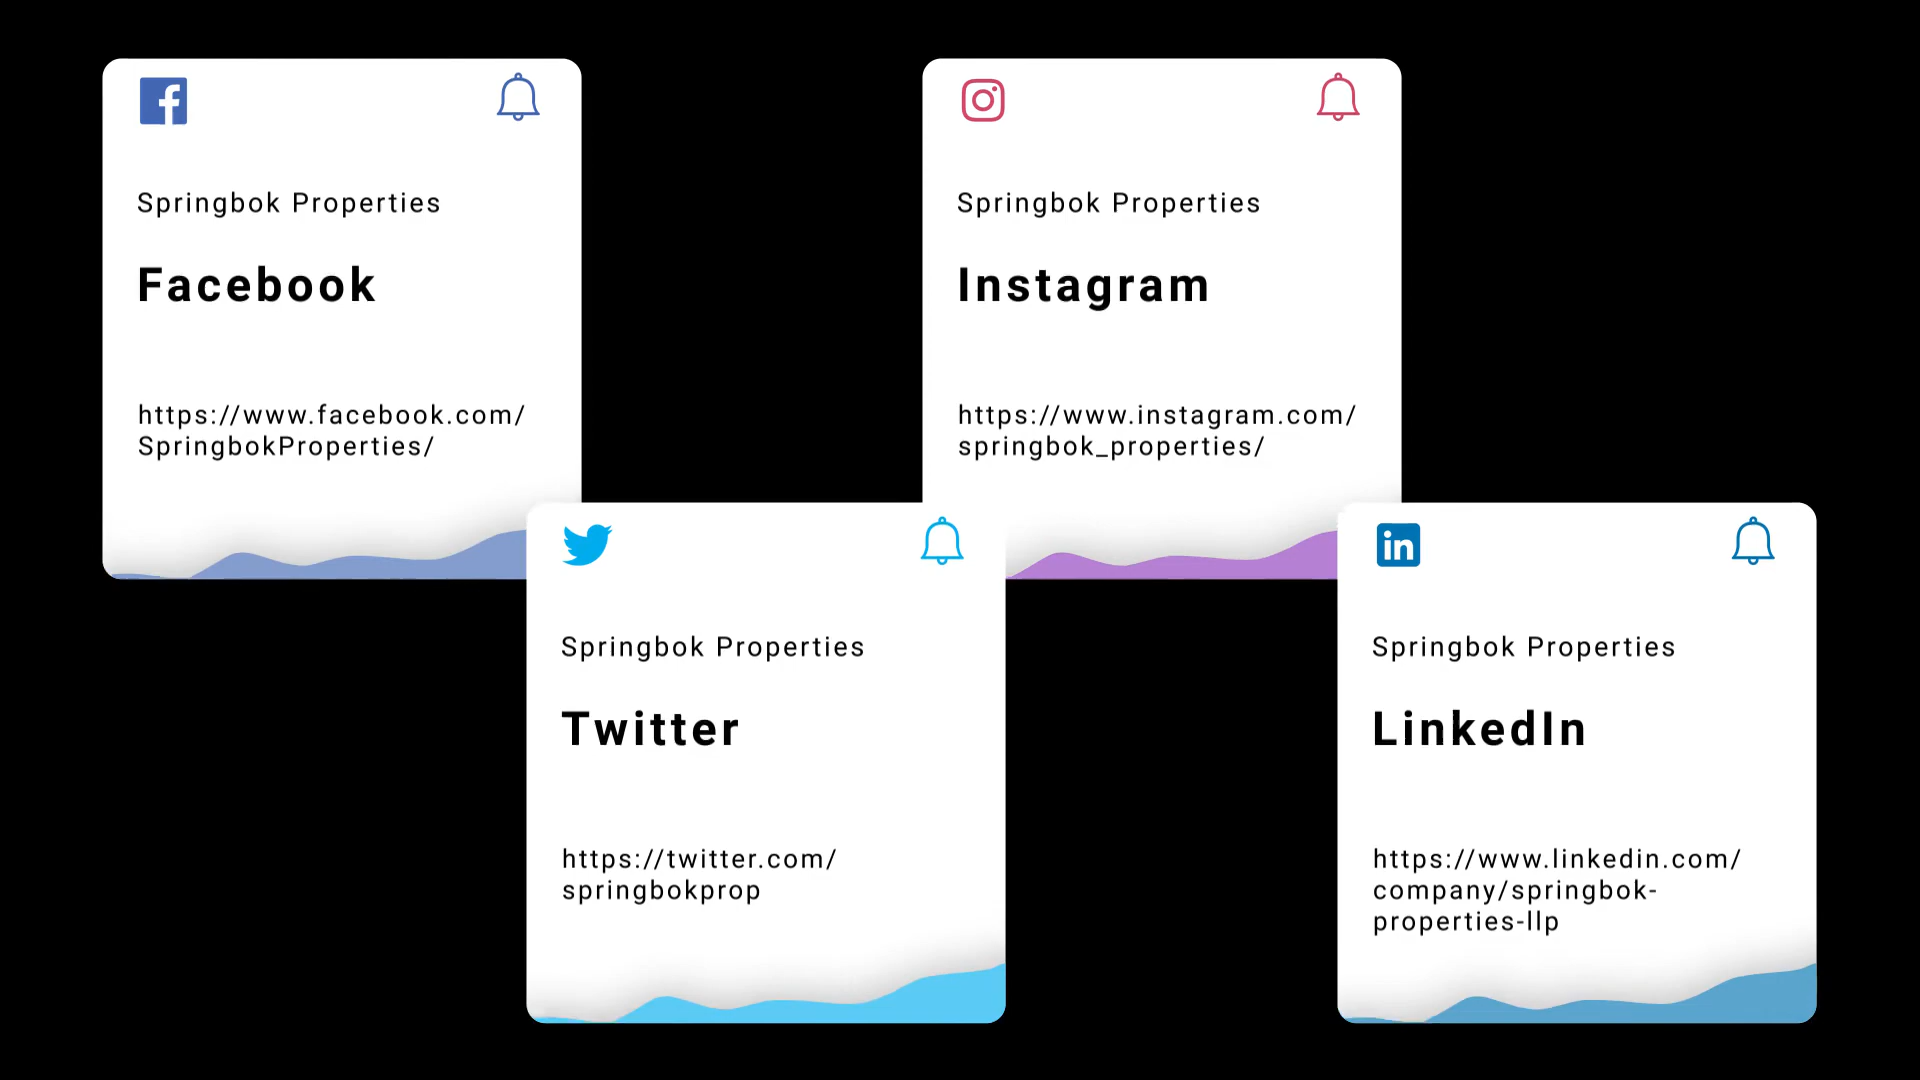 Springbok Properties
Facebook
https://www.facebook.com/
SpringbokProperties/
Springbok Properties
Instagram
https://www.instagram.com/
springbok_properties/
Springbok Properties
Twitter
https://twitter.com/
springbokprop
in
Springbok Properties
LinkedIn
https://www.linkedin.com/
company/springbok-
properties-llp